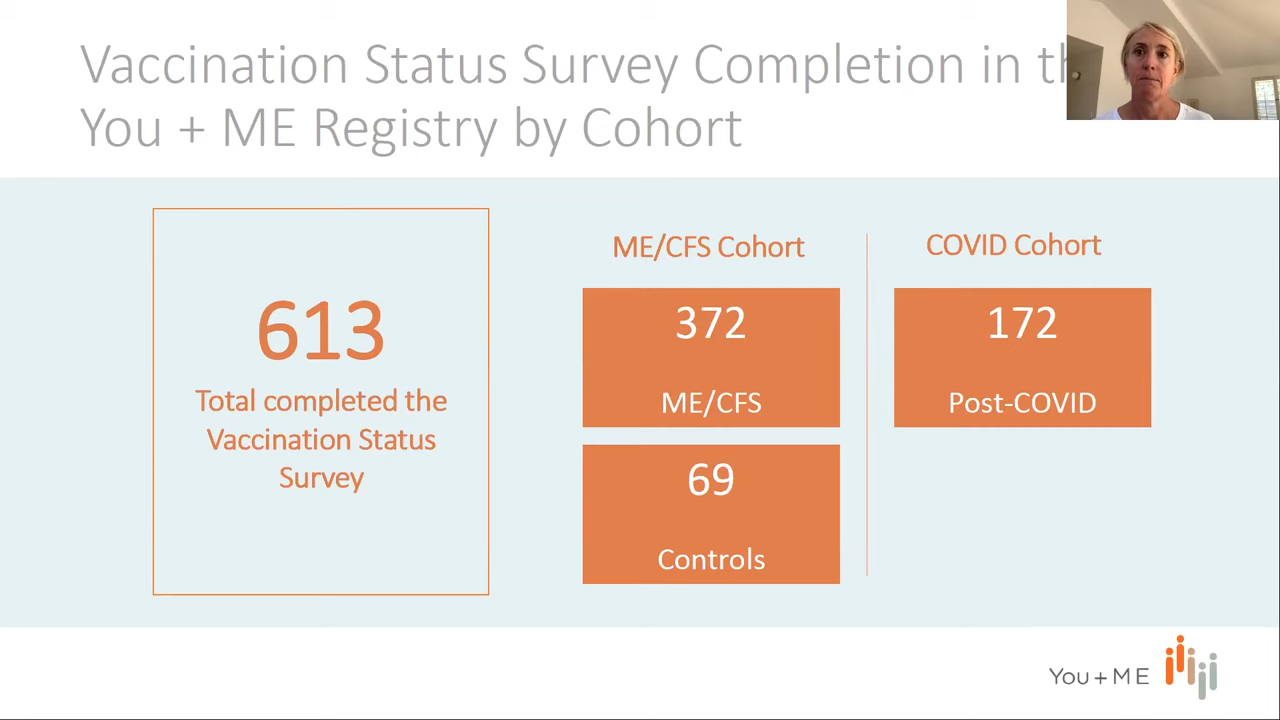 Vaccination Status Survey Completion in
You + ME Registry by Cohort
613
Total completed the
Vaccination Status
Survey
ME/CFS Cohort
372
ME/CFS
69
Controls
COVID Cohort
172
Post-COVID
You + ME